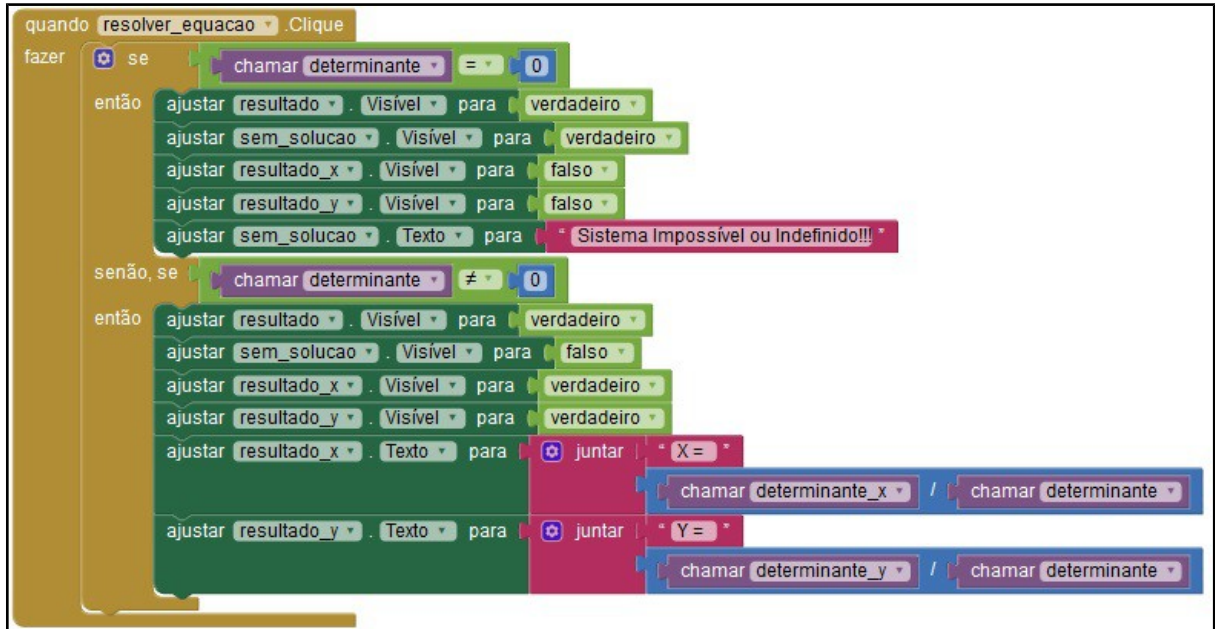 quando resolver_equacao .Clique
fazer se chamar determinante = 0
então ajustar resultado . Visível para verdadeiro
ajustar sem_solucao . Visível para verdadeiro
ajustar resultado_x . Visível para falso
ajustar resultado_y . Visível para falso
ajustar sem_solucao . Texto para “ Sistema Impossível ou Indefinido!!! ”
senão, se chamar determinante ≠ 0
então ajustar resultado . Visível para verdadeiro
ajustar sem_solucao . Visível para falso
ajustar resultado_x . Visível para verdadeiro
ajustar resultado_y . Visível para verdadeiro
ajustar resultado_x . Texto para juntar “ X = ”
chamar determinante_x / chamar determinante
ajustar resultado_y . Texto para juntar “ Y = ”
chamar determinante_y / chamar determinante